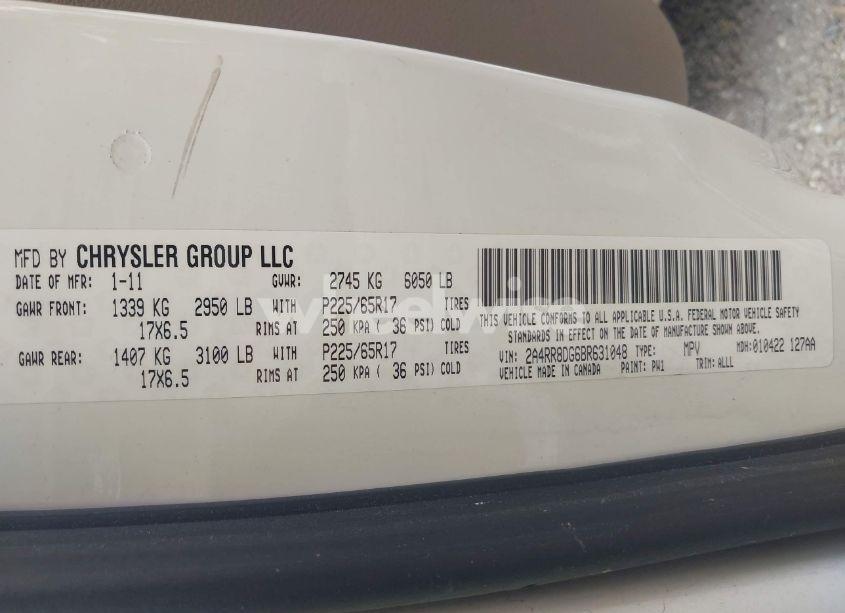 MFD BY CHRYSLER GROUP LLC
DATE OF MFR: 1-11 GVWR: 2745 KG 6050 LB
GAWR FRONT: 1339 KG 2950 LB WITH P225/65R17 TIRES
17X6.5 RIMS AT 250 KPA ( 36 PSI) COLD
GAWR REAR: 1407 KG 3100 LB WITH P225/65R17 TIRES
17X6.5 RIMS AT 250 KPA ( 36 PSI) COLD
THIS VEHICLE CONFORMS TO ALL APPLICABLE U.S.A. FEDERAL MOTOR VEHICLE SAFETY
STANDARDS IN EFFECT ON THE DATE OF MANUFACTURE SHOWN ABOVE.
VIN: 2A4RR8DG6BR631048 TYPE: MPV MDH:010422 127AA
VEHICLE MADE IN CANADA PAINT: PW1 TRIM: ALL1